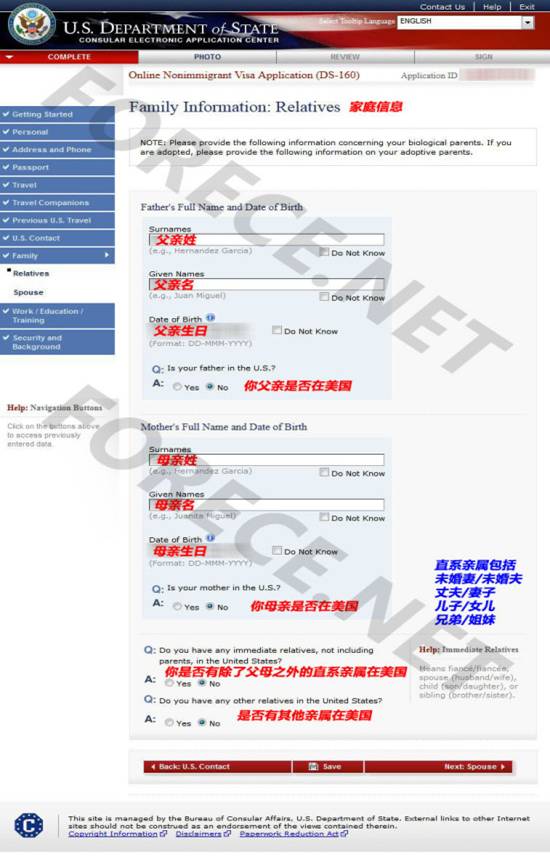 Contact Us | Help | Exit
U.S. DEPARTMENT of STATE
CONSULAR ELECTRONIC APPLICATION CENTER
Select Tooltip Language ENGLISH
COMPLETE PHOTO REVIEW SIGN
Online Nonimmigrant Visa Application (DS-160) Application ID
Family Information: Relatives 家庭信息
NOTE: Please provide the following information concerning your biological parents. If you
are adopted, please provide the following information on your adoptive parents.
Getting Started
Personal
Address and Phone
Passport
Travel
Travel Companions
Previous U.S. Travel
U.S. Contact
Family
Relatives
Spouse
Work / Education /
Training
Security and
Background
Help: Navigation Buttons
Click on the buttons above
to access previously
entered data.
Father's Full Name and Date of Birth
Surnames
父亲姓
(e.g., Hernandez Garcia)
Do Not Know
Given Names
父亲名
(e.g., Juan Miguel)
Do Not Know
Date of Birth
父亲生日
Do Not Know
(Format: DD-MMM-YYYY)
Q: Is your father in the U.S.?
A: Yes No 你父亲是否在美国
Mother's Full Name and Date of Birth
Surnames
母亲姓
(e.g., Hernandez Garcia)
Do Not Know
Given Names
母亲名
(e.g., Juanita Miguel)
Do Not Know
Date of Birth
母亲生日
Do Not Know
(Format: DD-MMM-YYYY)
Q: Is your mother in the U.S.?
A: Yes No 你母亲是否在美国
直系亲属包括
未婚妻/未婚夫
丈夫/妻子
儿子/女儿
兄弟/姐妹
Q: Do you have any immediate relatives, not including
parents, in the United States?
你是否有除了父母之外的直系亲属在美国
A: Yes No
Q: Do you have any other relatives in the United States?
A: Yes No 是否有其他亲属在美国
Help: Immediate Relatives
Means fiancé/fiancée,
spouse (husband/wife),
child (son/daughter), or
sibling (brother/sister).
Back: U.S. Contact Save Next: Spouse
This site is managed by the Bureau of Consular Affairs, U.S. Department of State. External links to other Internet
sites should not be construed as an endorsement of the views contained therein.
Copyright Information Disclaimers Paperwork Reduction Act
FORECE.NET
FORECE.NET